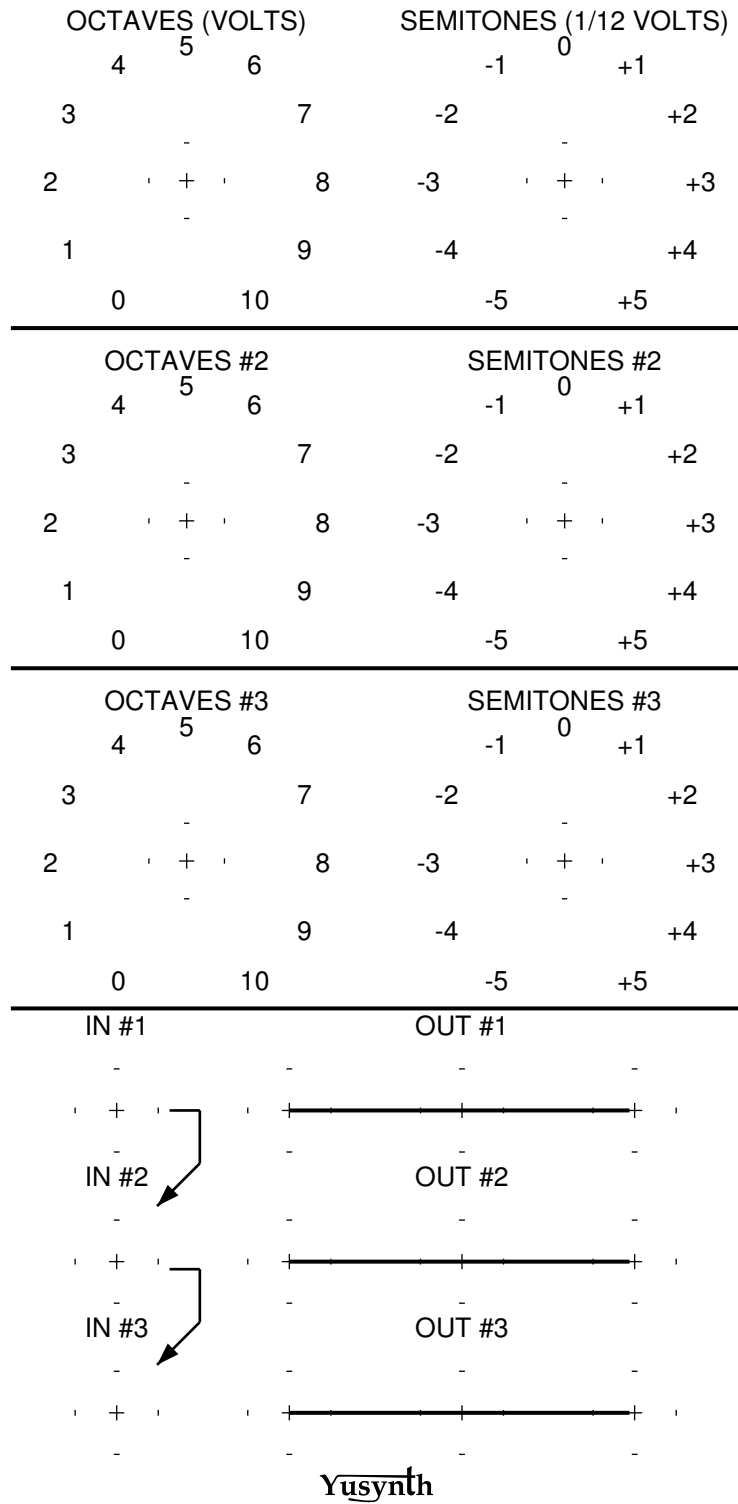 OCTAVES (VOLTS) SEMITONES (1/12 VOLTS)
5 0
4 6 -1 +1
3 7 -2 +2
2 8 -3 +3
1 9 -4 +4
0 10 -5 +5
OCTAVES #2 SEMITONES #2
5 0
4 6 -1 +1
3 7 -2 +2
2 8 -3 +3
1 9 -4 +4
0 10 -5 +5
OCTAVES #3 SEMITONES #3
5 0
4 6 -1 +1
3 7 -2 +2
2 8 -3 +3
1 9 -4 +4
0 10 -5 +5
IN #1 OUT #1
IN #2 OUT #2
IN #3 OUT #3
Yusynth